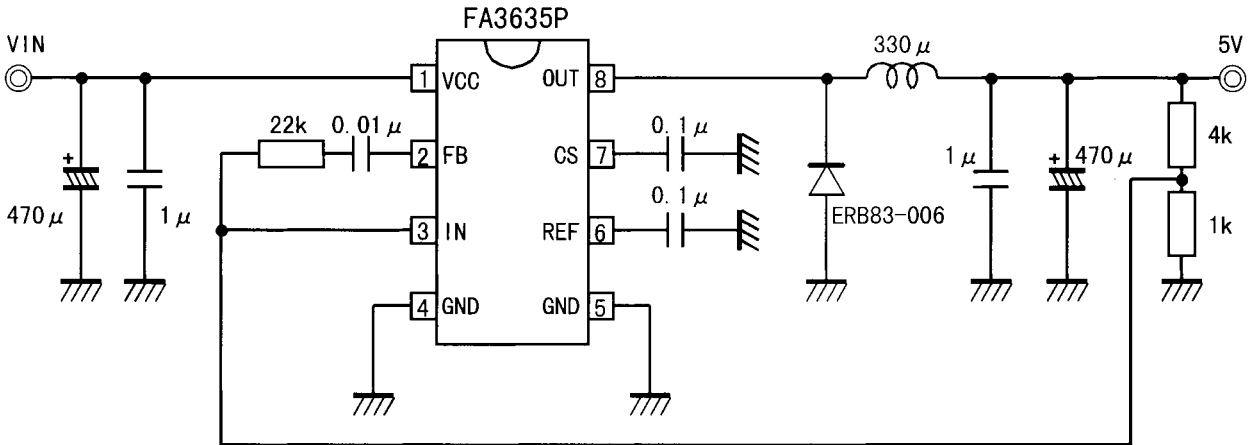 FA3635P
VIN
5V
330μ
1
VCC
OUT
8
22k
0.01μ
0.1μ
4k
2
FB
CS
7
1μ
+
470μ
+
470μ
1μ
0.1μ
ERB83-006
1k
3
IN
REF
6
4
GND
GND
5